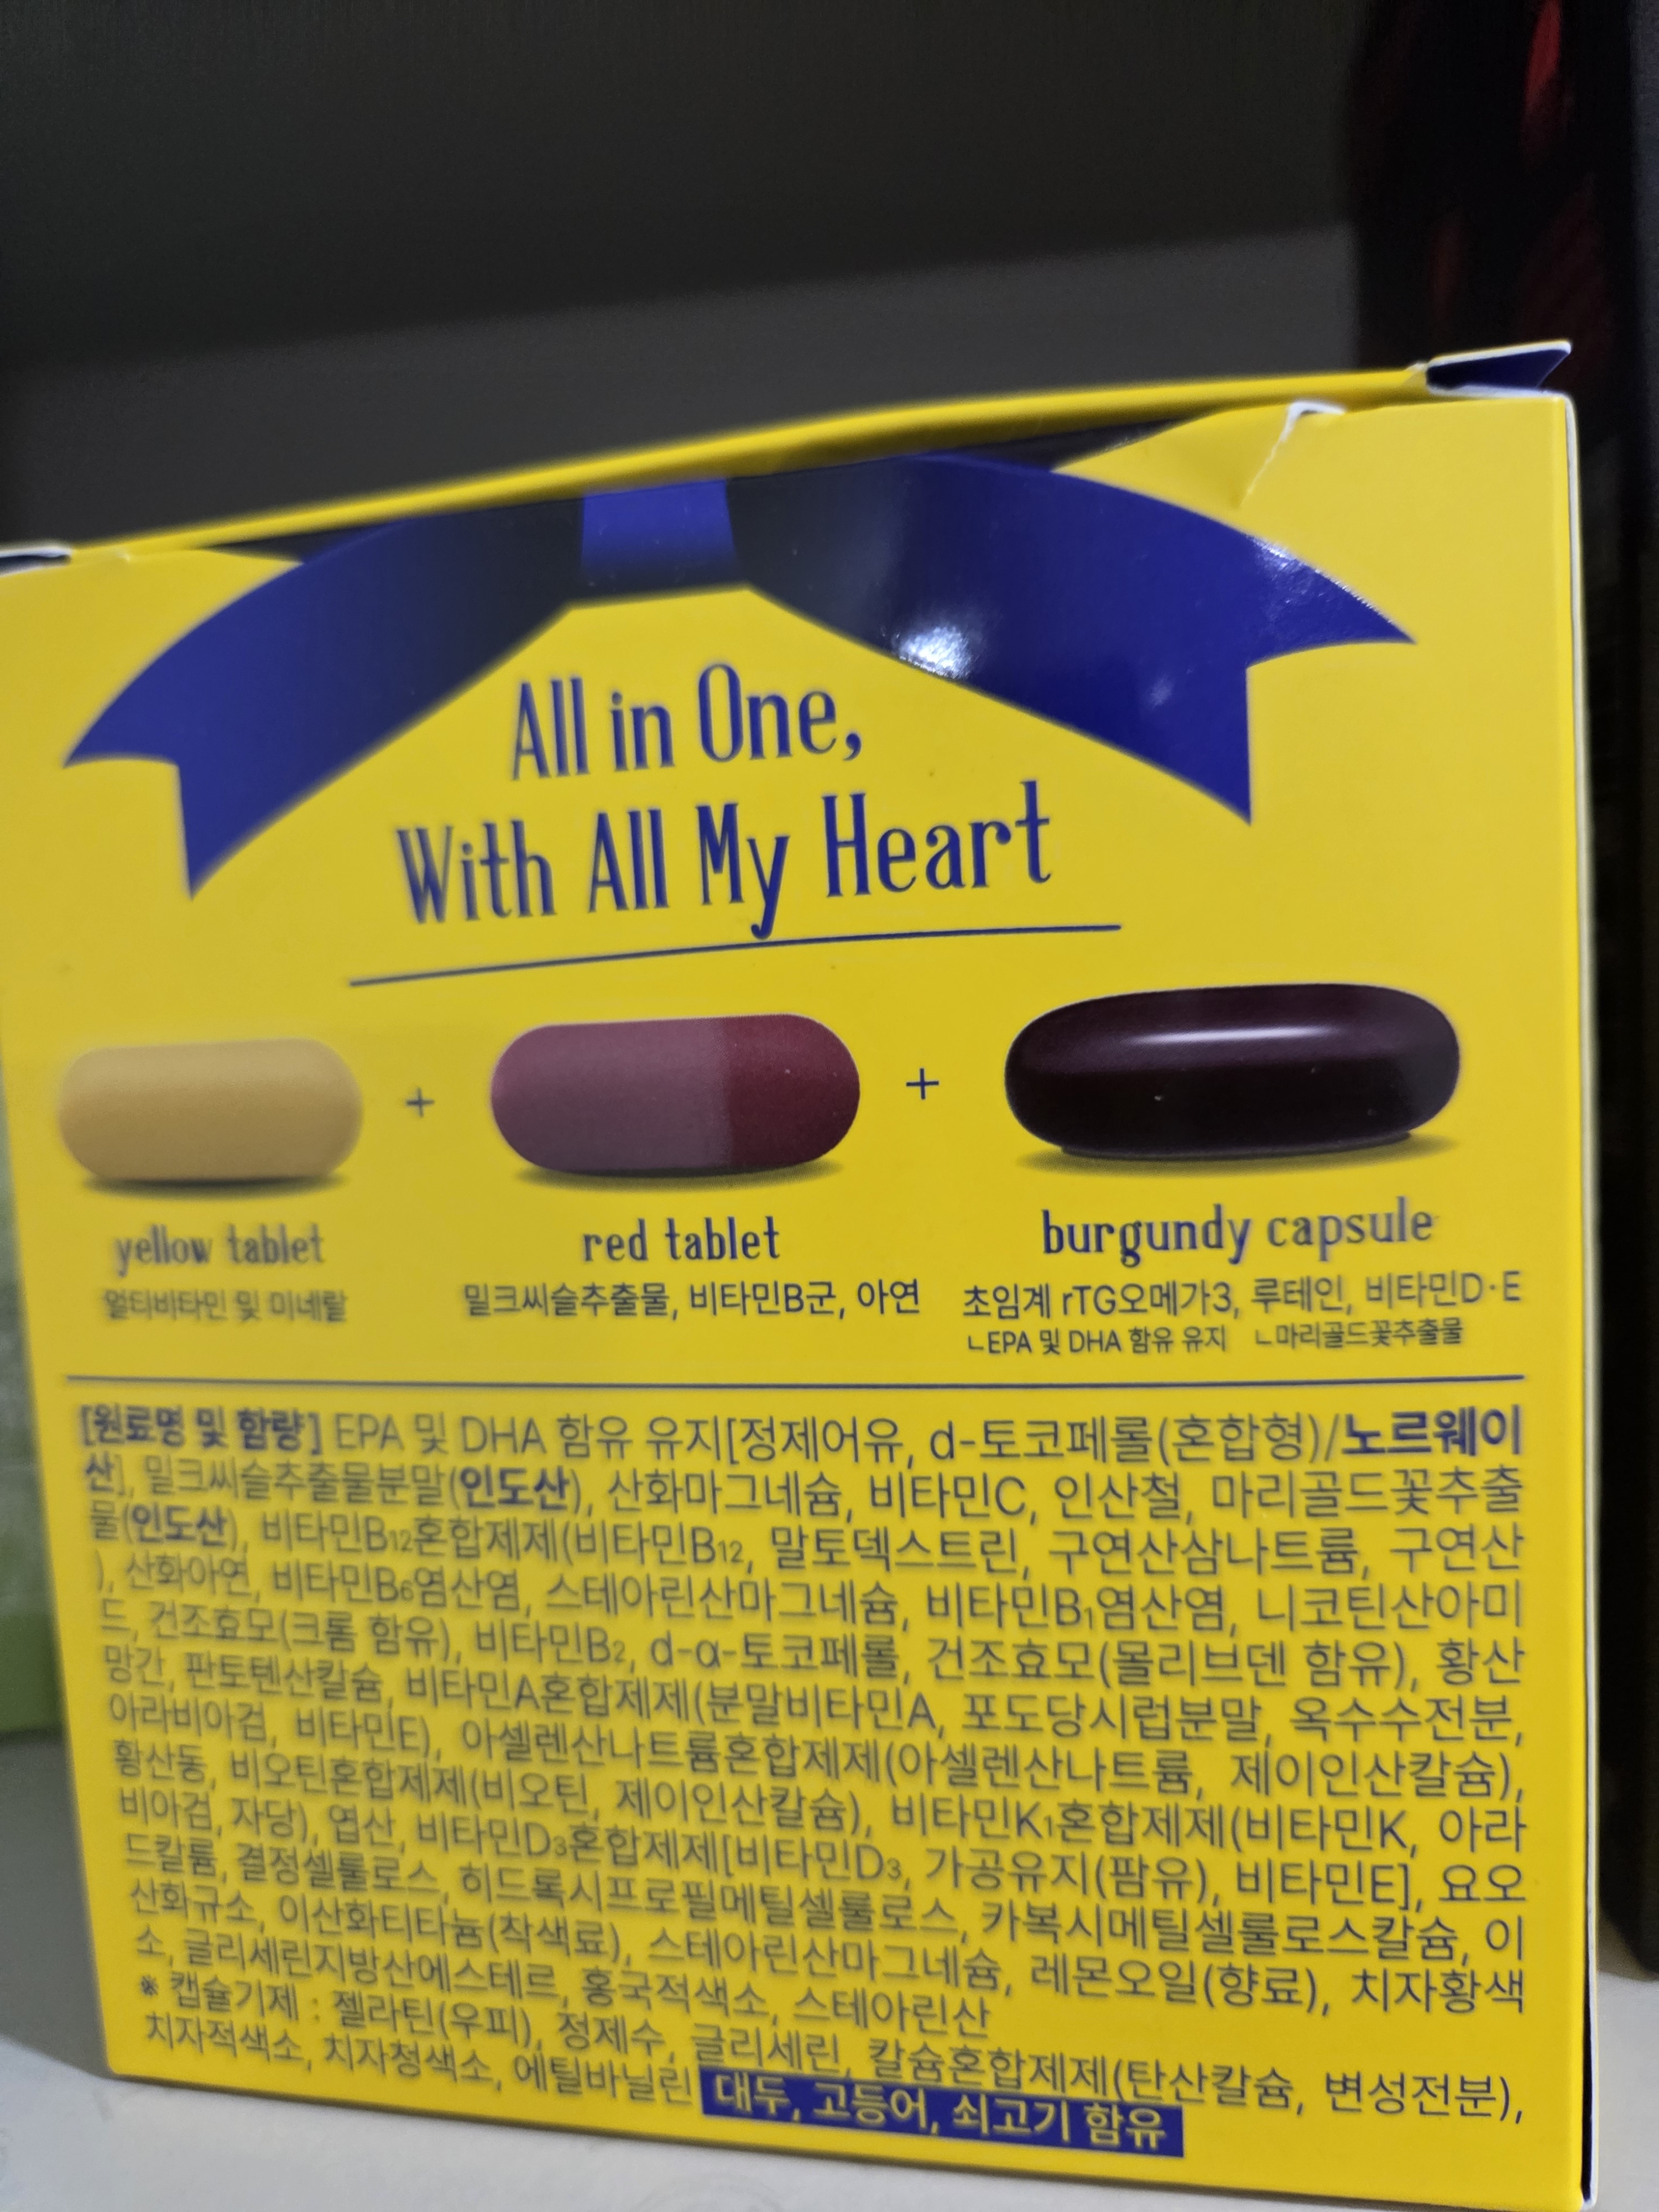 All in One,
With All My Heart
yellow tablet
멀티비타민 및 미네랄
+
red tablet
밀크씨슬추출물, 비타민B군, 아연
+
burgundy capsule
초임계 rTG오메가3, 루테인, 비타민D·E
ㄴEPA 및 DHA 함유 유지 ㄴ마리골드꽃추출물
[원료명 및 함량] EPA 및 DHA 함유 유지[정제어유, d-토코페롤(혼합형)/노르웨이
산], 밀크씨슬추출물분말(인도산), 산화마그네슘, 비타민C, 인산철, 마리골드꽃추출
물(인도산), 비타민B12혼합제제(비타민B12, 말토덱스트린, 구연산삼나트륨, 구연산
), 산화아연, 비타민B6염산염, 스테아린산마그네슘, 비타민B1염산염, 니코틴산아미
드, 건조효모(크롬 함유), 비타민B2, d-α-토코페롤, 건조효모(몰리브덴 함유), 황산
망간, 판토텐산칼슘, 비타민A혼합제제(분말비타민A, 포도당시럽분말, 옥수수전분,
아라비아검, 비타민E), 아셀렌산나트륨혼합제제(아셀렌산나트륨, 제이인산칼슘),
황산동, 비오틴혼합제제(비오틴, 제이인산칼슘), 비타민K1혼합제제(비타민K, 아라
비아검, 자당), 엽산, 비타민D3혼합제제[비타민D3, 가공유지(팜유), 비타민E], 요오
드칼륨, 결정셀룰로스, 히드록시프로필메틸셀룰로스, 카복시메틸셀룰로스칼슘, 이
산화규소, 이산화티타늄(착색료), 스테아린산마그네슘, 레몬오일(향료), 치자황색
소, 글리세린지방산에스테르, 홍국적색소, 스테아린산
※ 캡슐기제 : 젤라틴(우피), 정제수, 글리세린, 칼슘혼합제제(탄산칼슘, 변성전분),
치자적색소, 치자청색소, 에틸바닐린 대두, 고등어, 쇠고기 함유